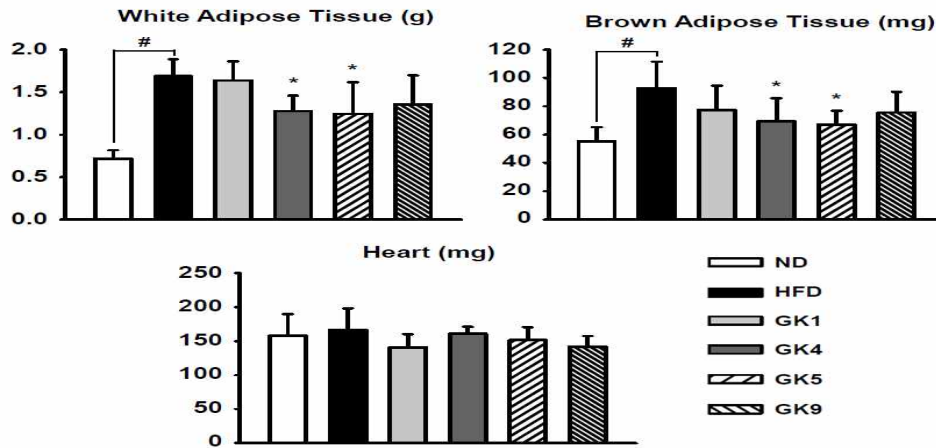 White Adipose Tissue (g)
#
2.0
1.5
1.0
0.5
0.0
*
*
Brown Adipose Tissue (mg)
#
120
100
80
60
40
20
0
*
*
Heart (mg)
250
200
150
100
50
0
ND
HFD
GK1
GK4
GK5
GK9